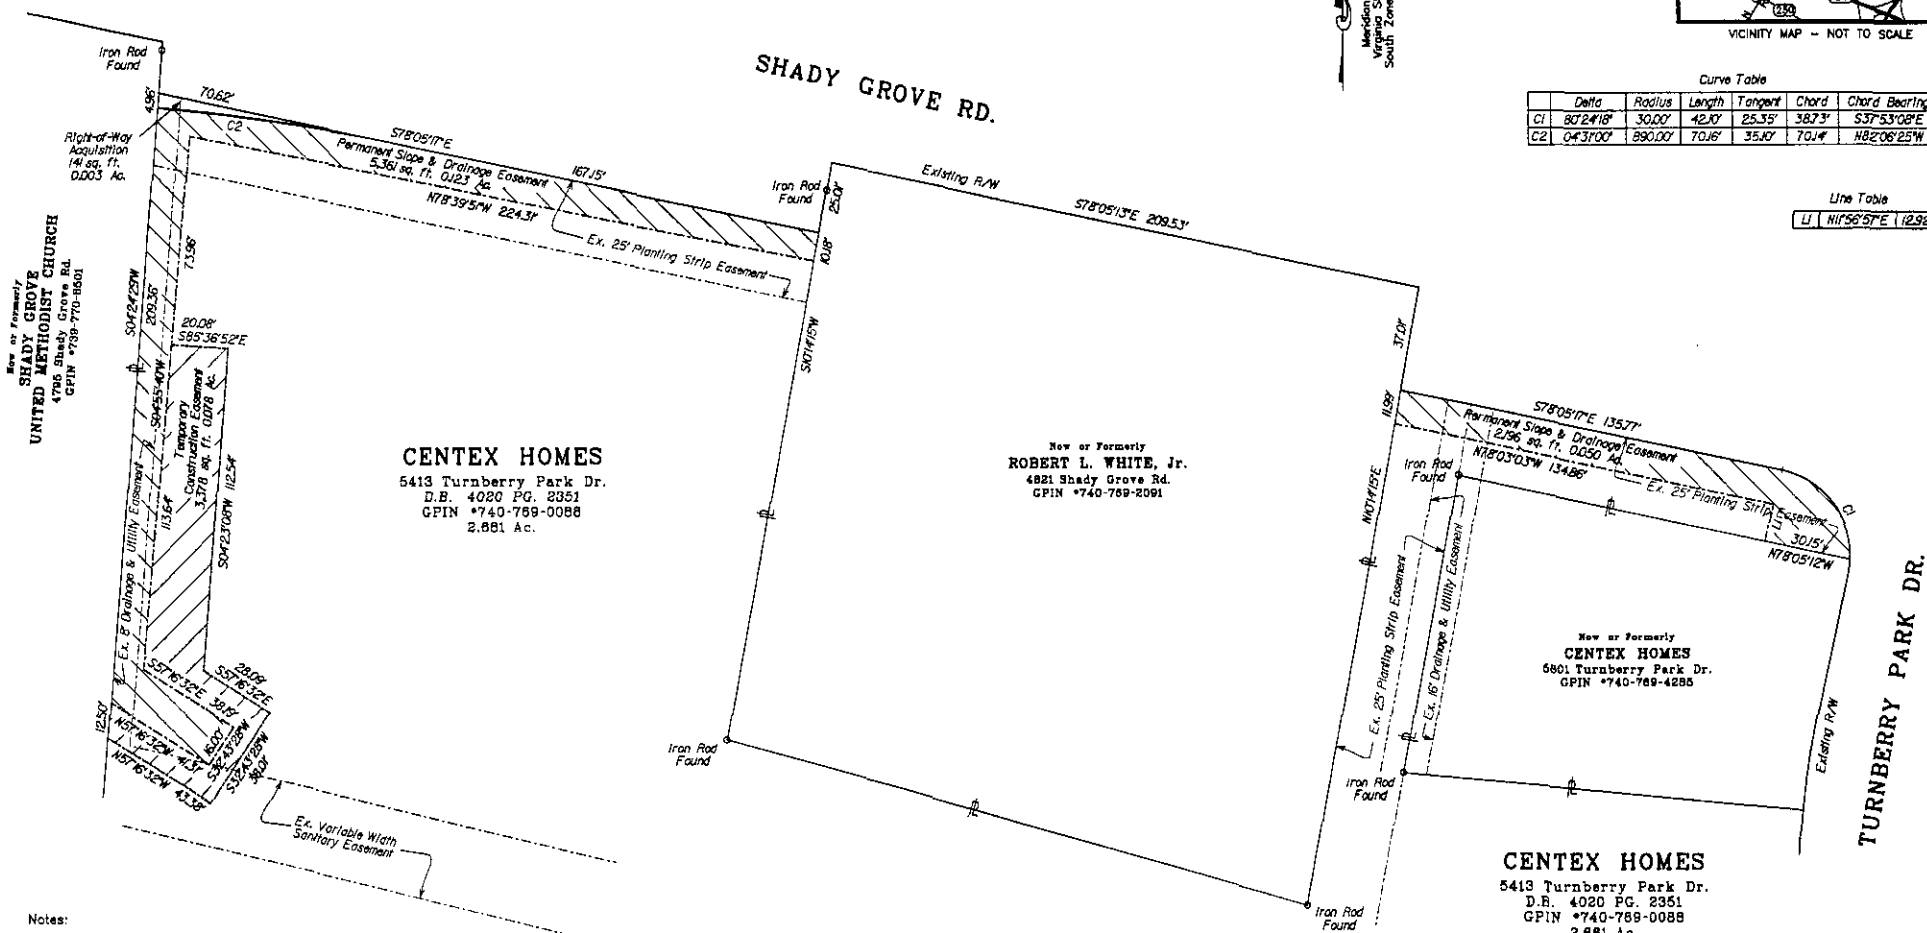 Meridian
Virginia S
South Zone
250
VICINITY MAP - NOT TO SCALE
Curve Table
Delta Radius Length Tangent Chord Chord Bearing
C1 80°24'18" 30.00' 42.10' 25.35' 38.73' S37°53'08"E
C2 04°31'00" 890.00' 70.16' 35.10' 70.14' N82°06'25"W
Line Table
L1 N11°56'57"E 12.92
SHADY GROVE RD.
Iron Rod
Found
4.96'
70.62'
C2
S78°05'17"E
167.15'
Right-of-Way
Acquisition
141 sq. ft.
0.003 Ac.
Permanent Slope & Drainage Easement
5,361 sq. ft. 0.123 Ac.
N78°39'51"W 224.31'
Ex. 25' Planting Strip Easement
Iron Rod
Found
25.01'
10.18'
S10°14'15"W
Existing R/W
S78°05'13"E 209.53'
37.01'
11.99'
N10°14'15"E
Now or Formerly
SHADY GROVE
UNITED METHODIST CHURCH
4795 Shady Grove Rd.
GPIN *739-770-8601
S04°24'29"W
209.36'
73.96'
20.08'
S85°36'52"E
S04°55'40"W
113.64'
Temporary
Construction Easement
3,378 sq. ft. 0.078 Ac.
S04°23'08"W 112.54'
Ex. 8' Drainage & Utility Easement
28.09'
S57°16'32"E
S57°16'32"E 38.19'
16.00'
S32°43'28"W
S32°43'28"W
36.01'
N57°16'32"W 41.31'
N57°16'32"W 43.38'
112.50'
Ex. Variable Width
Sanitary Easement
CENTEX HOMES
5413 Turnberry Park Dr.
D.B. 4020 PG. 2351
GPIN *740-769-0088
2.681 Ac.
Now or Formerly
ROBERT L. WHITE, Jr.
4821 Shady Grove Rd.
GPIN *740-769-2091
Iron Rod
Found
S78°05'17"E 135.77'
Permanent Slope & Drainage Easement
2,196 sq. ft. 0.050 Ac.
N78°03'03"W 134.86'
Iron Rod
Found
Ex. 25' Planting Strip Easement
L1
30.15'
C1
N78°05'12"W
Ex. 25' Planting Strip Easement
Ex. 16' Drainage & Utility Easement
Now or Formerly
CENTEX HOMES
5801 Turnberry Park Dr.
GPIN *740-769-4285
Existing R/W
TURNBERRY PARK DR.
Iron Rod
Found
Iron Rod
Found
CENTEX HOMES
5413 Turnberry Park Dr.
D.B. 4020 PG. 2351
GPIN *740-769-0088
2.681 Ac.
Notes: